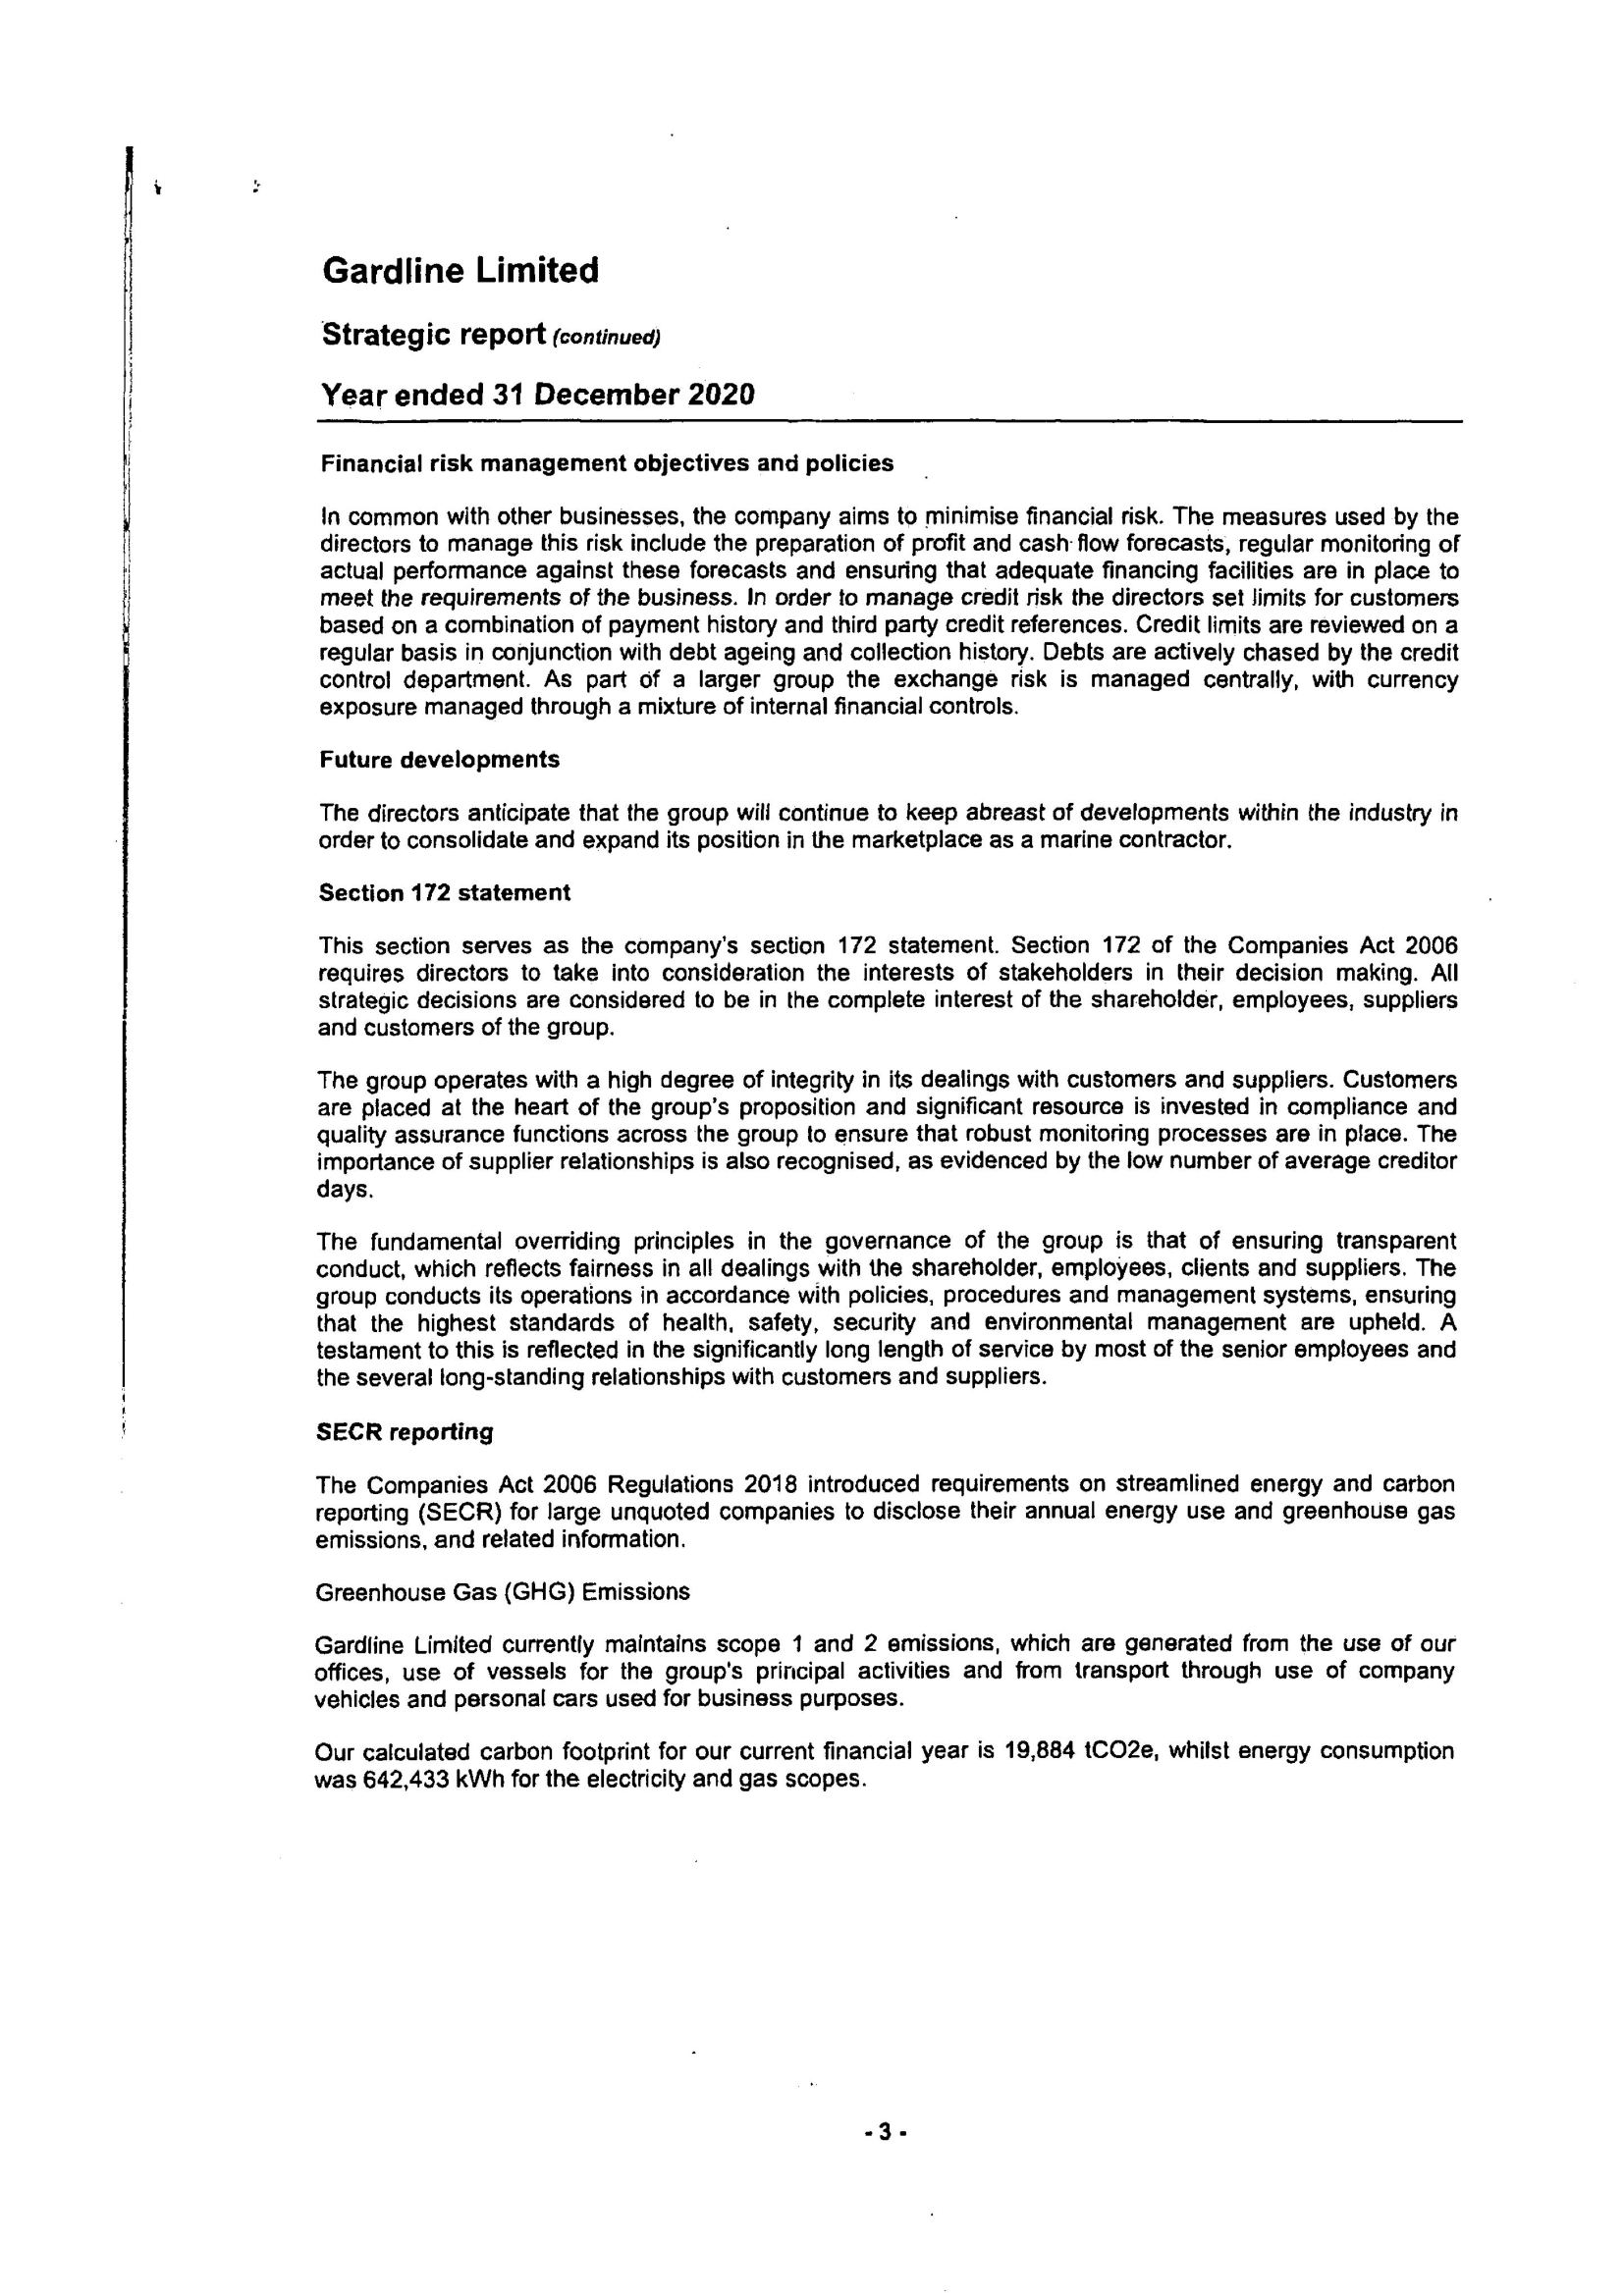 Gardline Limited
Strategic report (continued)
Year ended 31 December 2020
Financial risk management objectives and policies
In common with other businesses, the company aims to minimise financial risk. The measures used by the
directors to manage this risk include the preparation of profit and cash flow forecasts, regular monitoring of
actual performance against these forecasts and ensuring that adequate financing facilities are in place to
meet the requirements of the business. In order to manage credit risk the directors set limits for customers
based on a combination of payment history and third party credit references. Credit limits are reviewed on a
regular basis in conjunction with debt ageing and collection history. Debts are actively chased by the credit
control department. As part of a larger group the exchange risk is managed centrally, with currency
exposure managed through a mixture of internal financial controls.
Future developments
The directors anticipate that the group will continue to keep abreast of developments within the industry in
order to consolidate and expand its position in the marketplace as a marine contractor.
Section 172 statement
This section serves as the company's section 172 statement. Section 172 of the Companies Act 2006
requires directors to take into consideration the interests of stakeholders in their decision making. All
strategic decisions are considered to be in the complete interest of the shareholder, employees, suppliers
and customers of the group.
The group operates with a high degree of integrity in its dealings with customers and suppliers. Customers
are placed at the heart of the group's proposition and significant resource is invested in compliance and
quality assurance functions across the group to ensure that robust monitoring processes are in place. The
importance of supplier relationships is also recognised, as evidenced by the low number of average creditor
days.
The fundamental overriding principles in the governance of the group is that of ensuring transparent
conduct, which reflects fairness in all dealings with the shareholder, employees, clients and suppliers. The
group conducts its operations in accordance with policies, procedures and management systems, ensuring
that the highest standards of health, safety, security and environmental management are upheld. A
testament to this is reflected in the significantly long length of service by most of the senior employees and
the several long-standing relationships with customers and suppliers.
SECR reporting
The Companies Act 2006 Regulations 2018 introduced requirements on streamlined energy and carbon
reporting (SECR) for large unquoted companies to disclose their annual energy use and greenhouse gas
emissions, and related information.
Greenhouse Gas (GHG) Emissions
Gardline Limited currently maintains scope 1 and 2 emissions, which are generated from the use of our
offices, use of vessels for the group's principal activities and from transport through use of company
vehicles and personal cars used for business purposes.
Our calculated carbon footprint for our current financial year is 19,884 tCO2e, whilst energy consumption
was 642,433 kWh for the electricity and gas scopes.
- 3 -